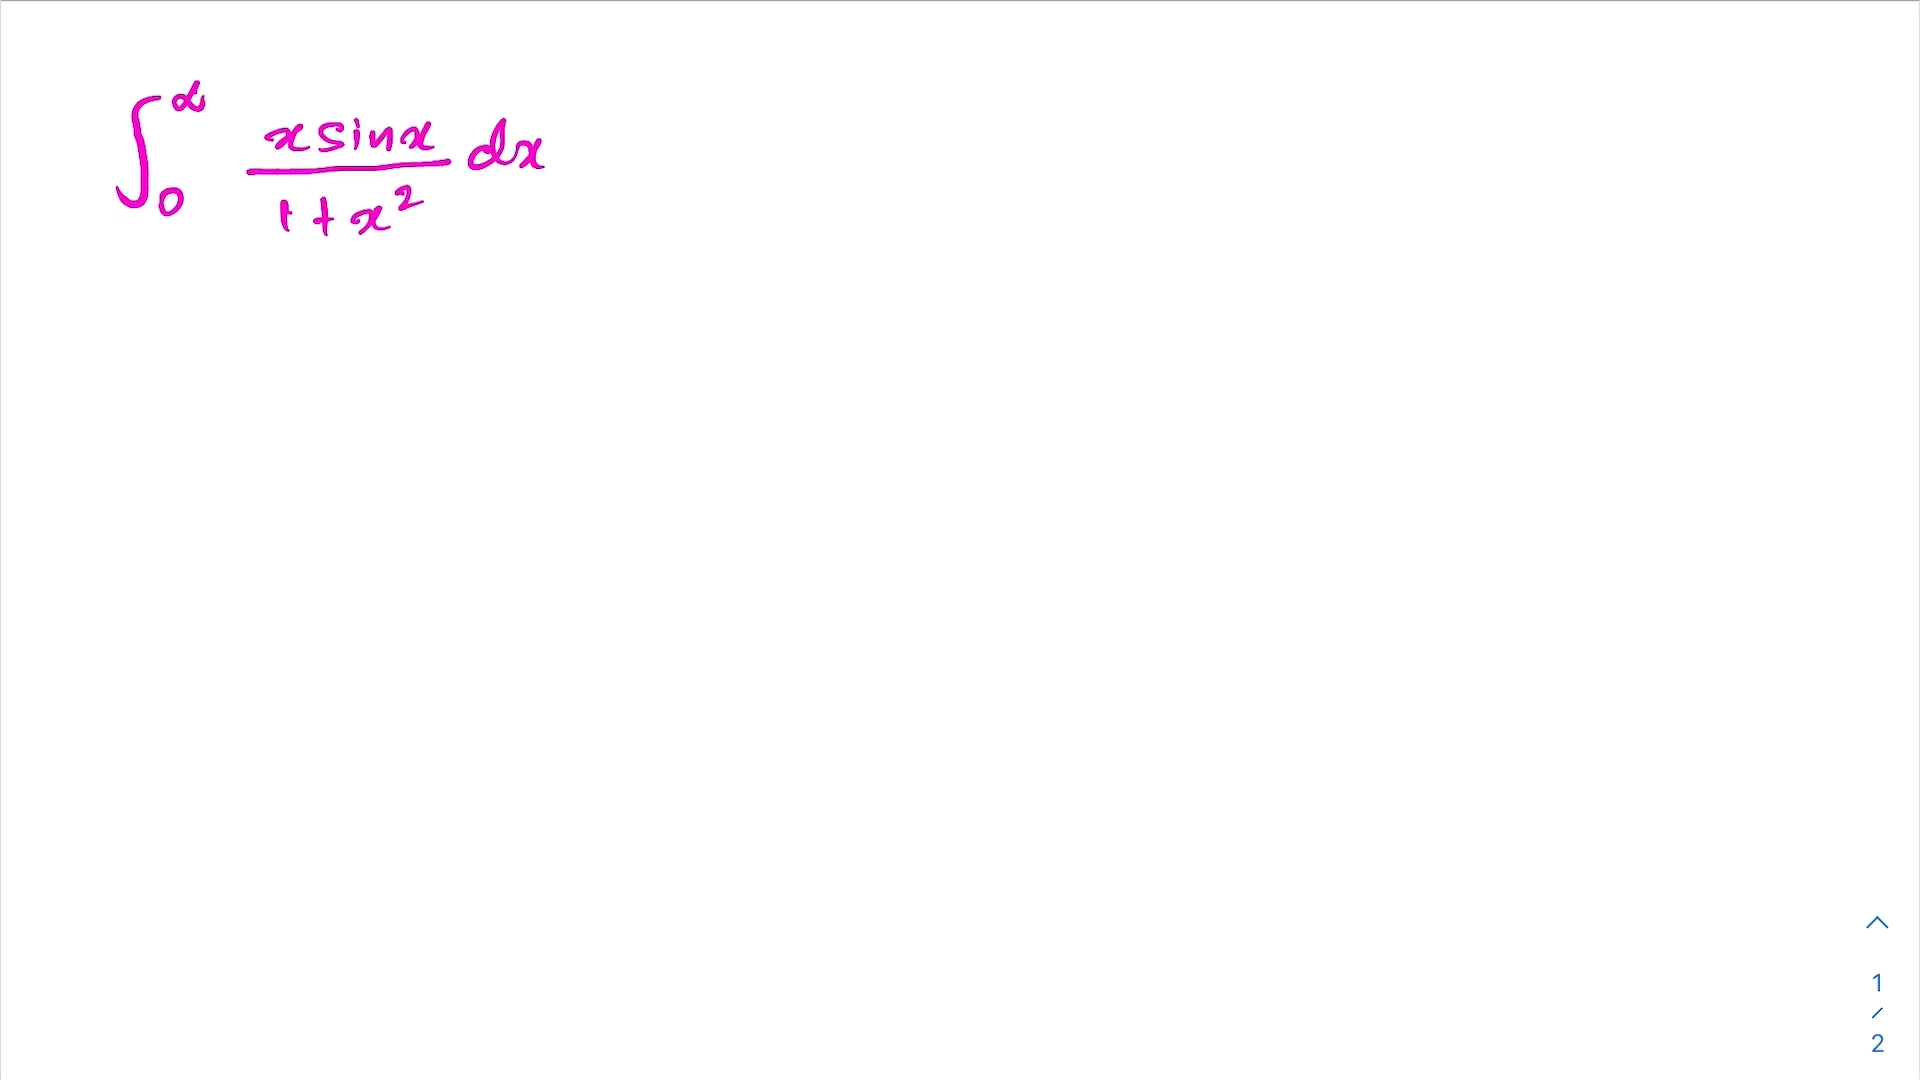 ∫₀^∞ x sin x / 1 + x² dx
1
/
2